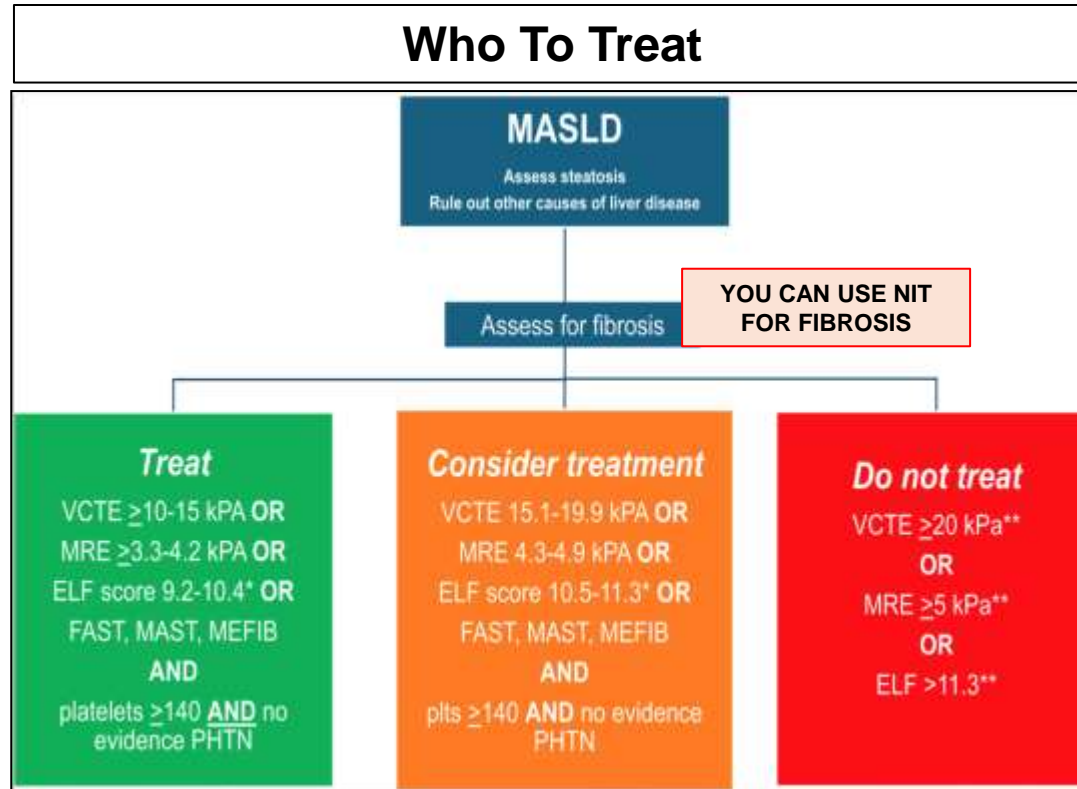 Who To Treat
MASLD
Assess steatosis
Rule out other causes of liver disease
Assess for fibrosis
YOU CAN USE NIT
FOR FIBROSIS
Treat
VCTE ≥10-15 kPA OR
MRE ≥3.3-4.2 kPA OR
ELF score 9.2-10.4* OR
FAST, MAST, MEFIB
AND
platelets ≥140 AND no
evidence PHTN
Consider treatment
VCTE 15.1-19.9 kPA OR
MRE 4.3-4.9 kPA OR
ELF score 10.5-11.3* OR
FAST, MAST, MEFIB
AND
plts ≥140 AND no evidence
PHTN
Do not treat
VCTE ≥20 kPa**
OR
MRE ≥5 kPa**
OR
ELF >11.3**